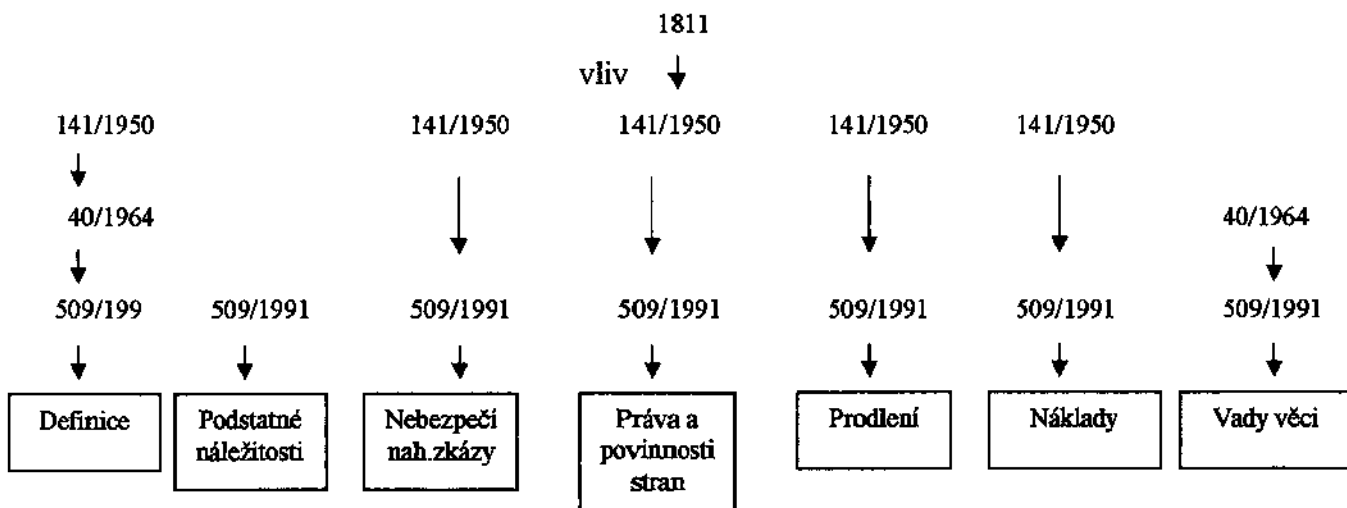 1811
vliv
141/1950 141/1950 141/1950 141/1950 141/1950
40/1964 40/1964
509/199 509/1991 509/1991 509/1991 509/1991 509/1991 509/1991
Definice Podstatné Nebezpečí Práva a Prodlení Náklady Vady věci
náležitosti nah.zkázy povinnosti
stran